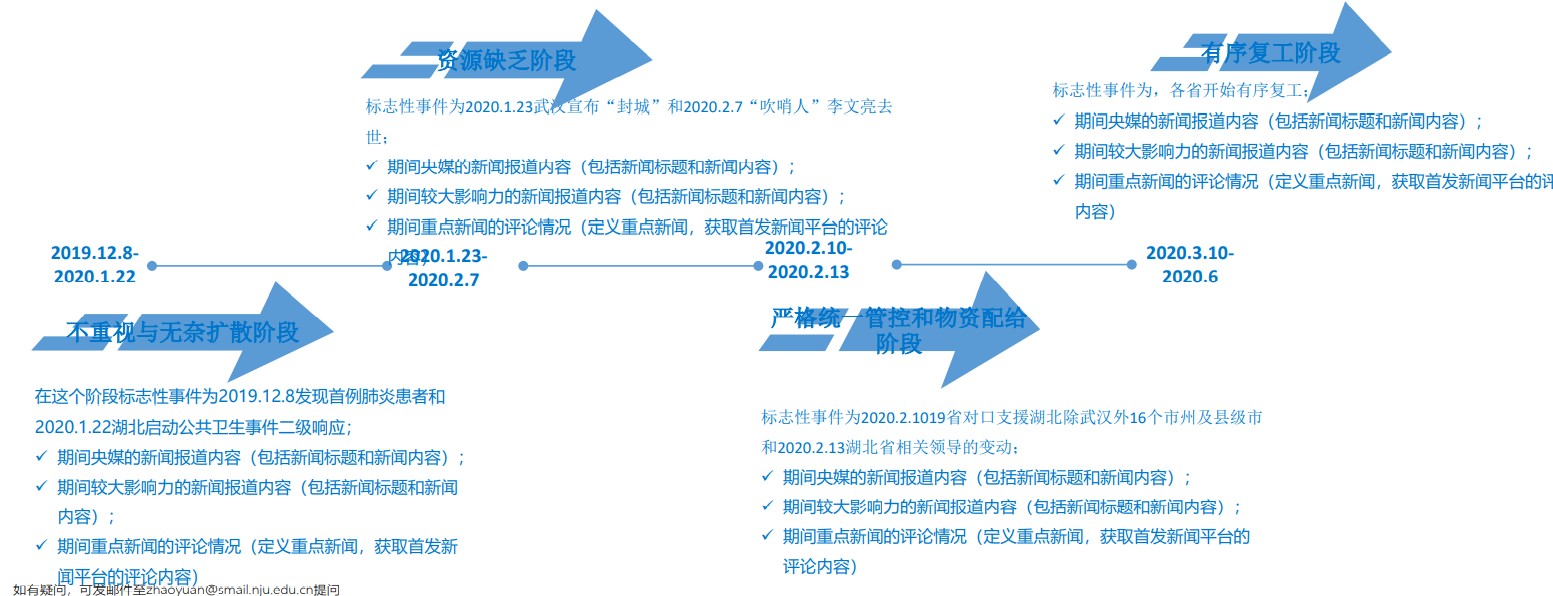 资源缺乏阶段
标志性事件为2020.1.23武汉宣布“封城”和2020.2.7“吹哨人”李文亮去
世；
✓ 期间央媒的新闻报道内容（包括新闻标题和新闻内容）；
✓ 期间较大影响力的新闻报道内容（包括新闻标题和新闻内容）；
✓ 期间重点新闻的评论情况（定义重点新闻，获取首发新闻平台的评论
内容）
有序复工阶段
标志性事件为，各省开始有序复工；
✓ 期间央媒的新闻报道内容（包括新闻标题和新闻内容）；
✓ 期间较大影响力的新闻报道内容（包括新闻标题和新闻内容）；
✓ 期间重点新闻的评论情况（定义重点新闻，获取首发新闻平台的评
内容）
2019.12.8-
2020.1.22
2020.1.23-
2020.2.7
2020.2.10-
2020.2.13
2020.3.10-
2020.6
不重视与无奈扩散阶段
在这个阶段标志性事件为2019.12.8发现首例肺炎患者和
2020.1.22湖北启动公共卫生事件二级响应；
✓ 期间央媒的新闻报道内容（包括新闻标题和新闻内容）；
✓ 期间较大影响力的新闻报道内容（包括新闻标题和新闻
内容）；
✓ 期间重点新闻的评论情况（定义重点新闻，获取首发新
闻平台的评论内容）
严格统一管控和物资配给
阶段
标志性事件为2020.2.1019省对口支援湖北除武汉外16个市州及县级市
和2020.2.13湖北省相关领导的变动；
✓ 期间央媒的新闻报道内容（包括新闻标题和新闻内容）；
✓ 期间较大影响力的新闻报道内容（包括新闻标题和新闻内容）；
✓ 期间重点新闻的评论情况（定义重点新闻，获取首发新闻平台的
评论内容）
如有疑问，可发邮件至zhaoyuan@smail.nju.edu.cn提问